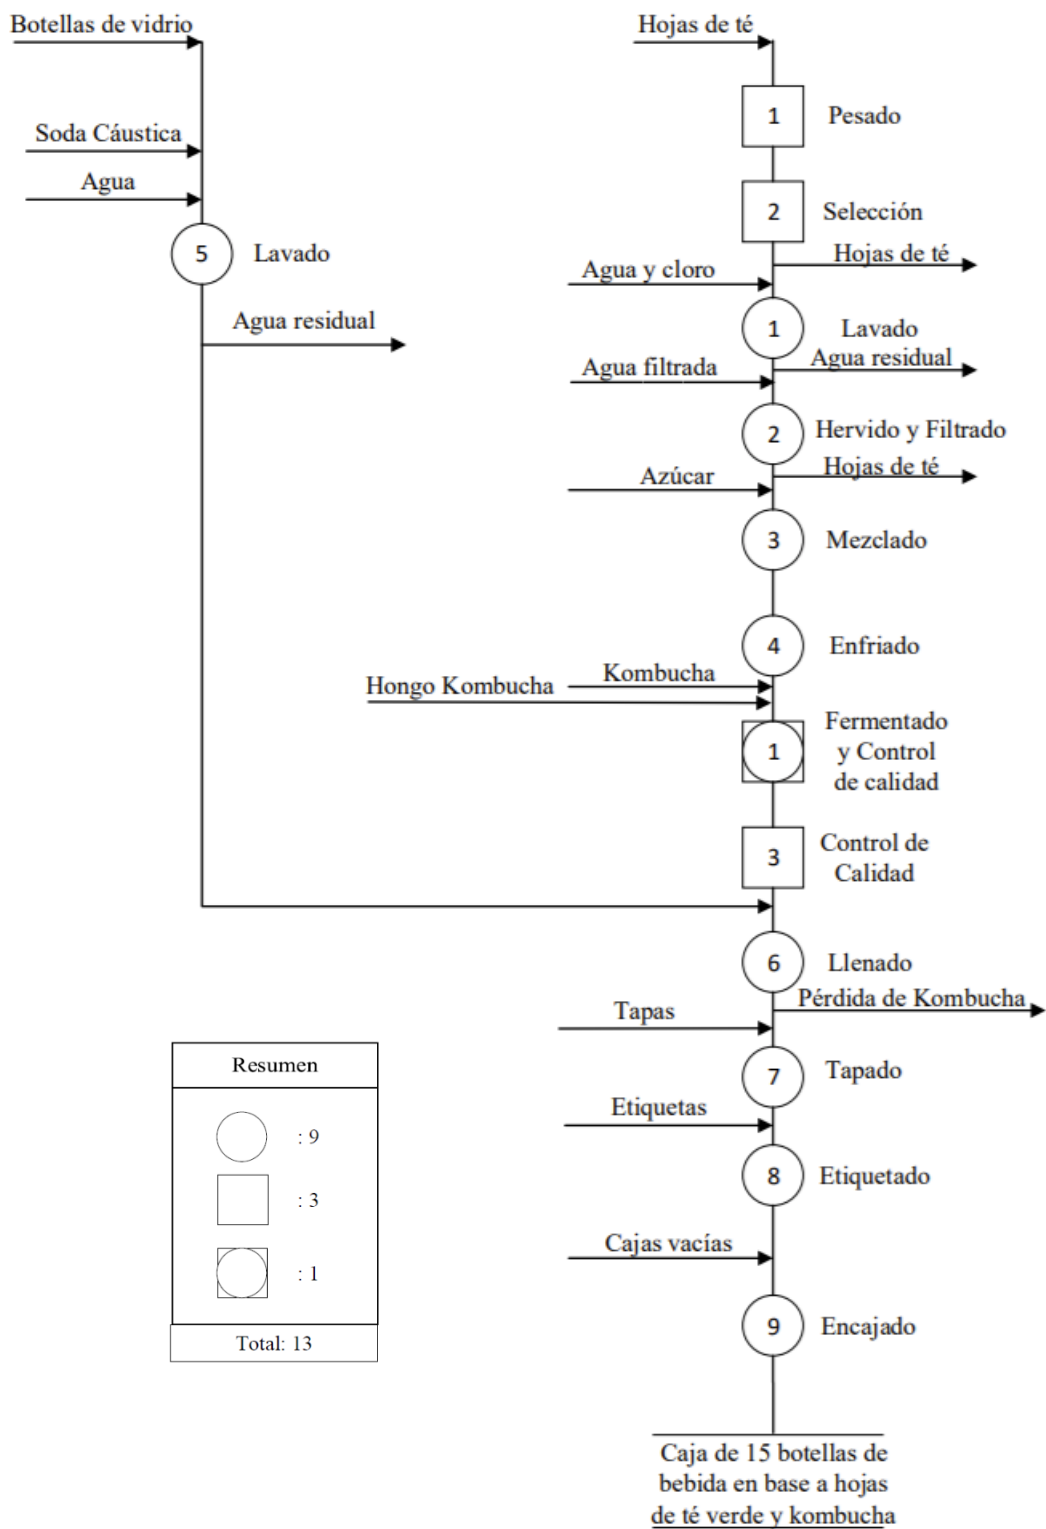 Botellas de vidrio
Hojas de té
1
Pesado
Soda Cáustica
Agua
2
Selección
5
Lavado
Hojas de té
Agua y cloro
1
Lavado
Agua residual
Agua residual
Agua filtrada
2
Hervido y Filtrado
Hojas de té
Azúcar
3
Mezclado
4
Enfriado
Kombucha
Hongo Kombucha
1
Fermentado
y Control
de calidad
3
Control de
Calidad
6
Llenado
Pérdida de Kombucha
Tapas
7
Tapado
Etiquetas
8
Etiquetado
Cajas vacías
9
Encajado
Resumen
: 9
: 3
: 1
Total: 13
Caja de 15 botellas de
bebida en base a hojas
de té verde y kombucha